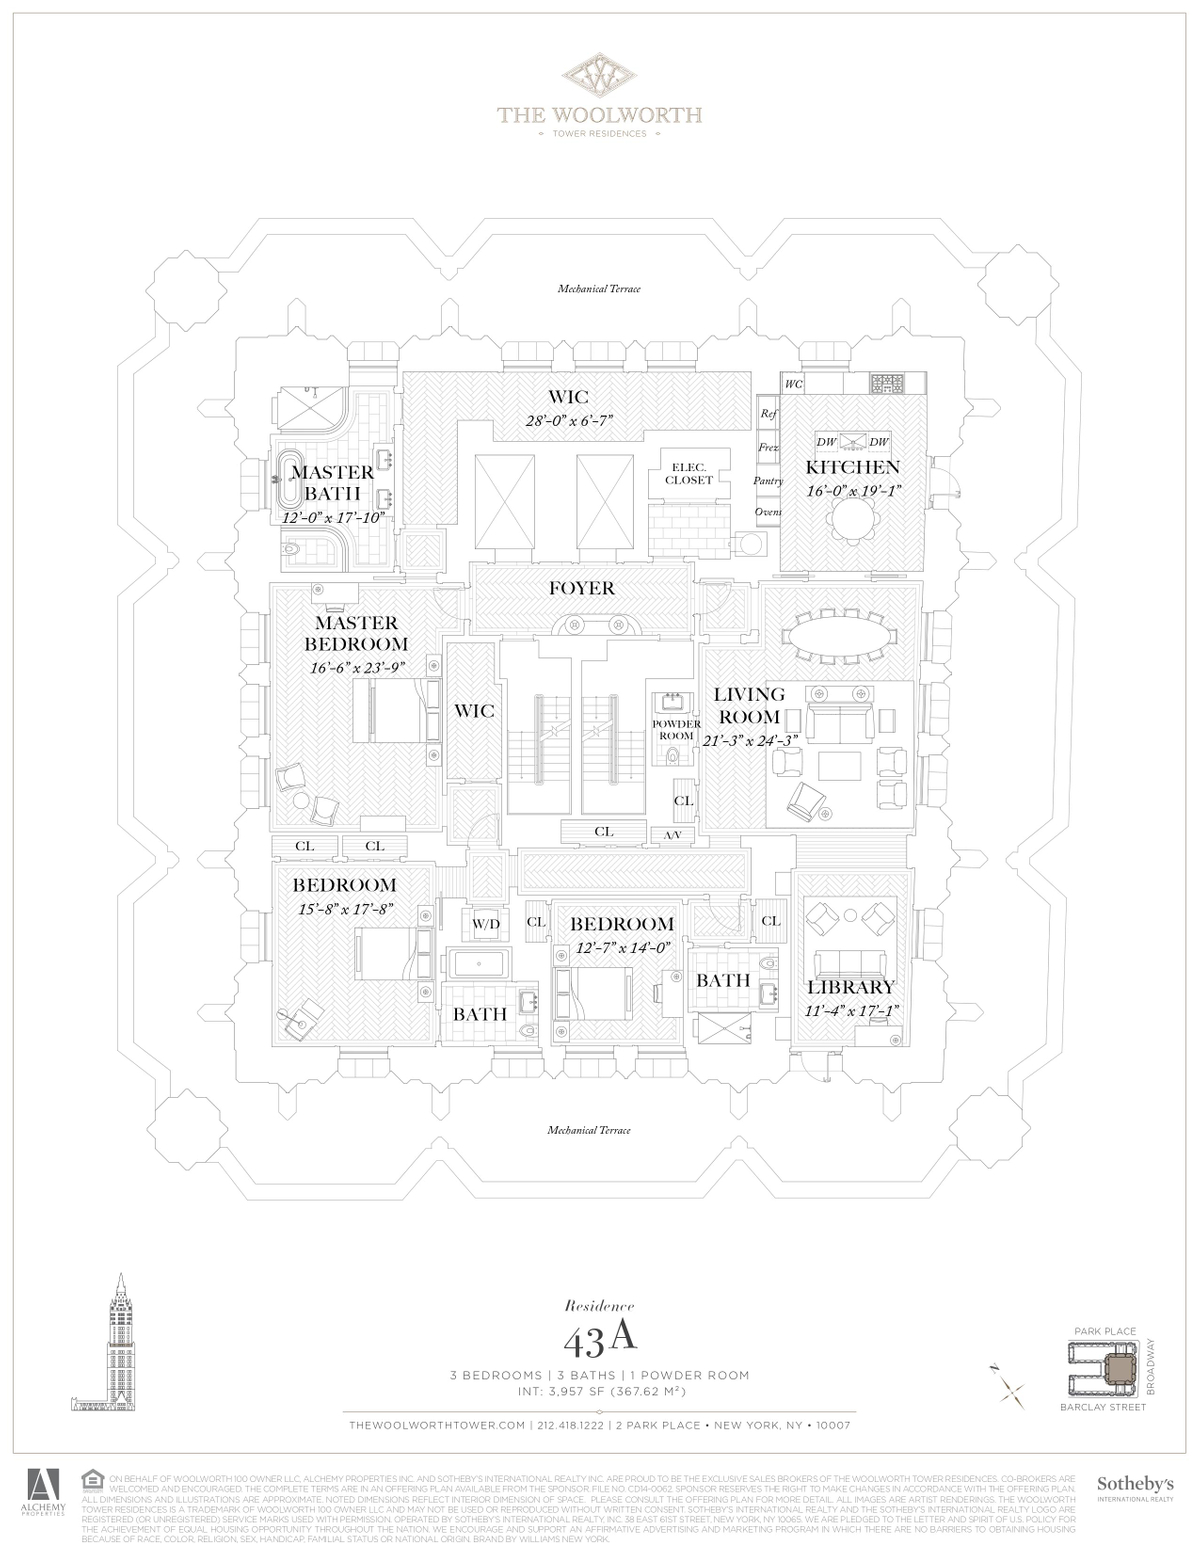 THE WOOLWORTH
TOWER RESIDENCES
Mechanical Terrace
WIC
28'-0" x 6'-7"
WC
Ref
DW DW
Frez
KITCHEN
16'-0" x 19'-1"
Pantry
Ovens
ELEC.
CLOSET
MASTER
BATH
12'-0" x 17'-10"
FOYER
MASTER
BEDROOM
16'-6" x 23'-9"
WIC
POWDER
ROOM
LIVING
ROOM
21'-3" x 24'-3"
CL
CL
A/V
CL
CL
BEDROOM
15'-8" x 17'-8"
W/D
CL
BEDROOM
12'-7" x 14'-0"
CL
BATH
BATH
LIBRARY
11'-4" x 17'-1"
Mechanical Terrace
Residence
43A
3 BEDROOMS | 3 BATHS | 1 POWDER ROOM
INT: 3,957 SF (367.62 M²)
THEWOOLWORTHTOWER.COM | 212.418.1222 | 2 PARK PLACE • NEW YORK, NY • 10007
N
PARK PLACE
BROADWAY
BARCLAY STREET
ALCHEMY
PROPERTIES
ON BEHALF OF WOOLWORTH 100 OWNER LLC, ALCHEMY PROPERTIES INC. AND SOTHEBY'S INTERNATIONAL REALTY INC. ARE PROUD TO BE THE EXCLUSIVE SALES BROKERS OF THE WOOLWORTH TOWER RESIDENCES. CO-BROKERS ARE
WELCOMED AND ENCOURAGED. THE COMPLETE TERMS ARE IN AN OFFERING PLAN AVAILABLE FROM THE SPONSOR. FILE NO. CD14-0062. SPONSOR RESERVES THE RIGHT TO MAKE CHANGES IN ACCORDANCE WITH THE OFFERING PLAN.
ALL DIMENSIONS AND ILLUSTRATIONS ARE APPROXIMATE. NOTED DIMENSIONS REFLECT INTERIOR DIMENSION OF SPACE. PLEASE CONSULT THE OFFERING PLAN FOR MORE DETAIL. ALL IMAGES ARE ARTIST RENDERINGS. THE WOOLWORTH
TOWER RESIDENCES IS A TRADEMARK OF WOOLWORTH 100 OWNER LLC AND MAY NOT BE USED OR REPRODUCED WITHOUT WRITTEN CONSENT. SOTHEBY'S INTERNATIONAL REALTY AND THE SOTHEBY'S INTERNATIONAL REALTY LOGO ARE
REGISTERED (OR UNREGISTERED) SERVICE MARKS USED WITH PERMISSION. OPERATED BY SOTHEBY'S INTERNATIONAL REALTY, INC. 38 EAST 61ST STREET, NEW YORK, NY 10065. WE ARE PLEDGED TO THE LETTER AND SPIRIT OF U.S. POLICY FOR
THE ACHIEVEMENT OF EQUAL HOUSING OPPORTUNITY THROUGHOUT THE NATION. WE ENCOURAGE AND SUPPORT AN AFFIRMATIVE ADVERTISING AND MARKETING PROGRAM IN WHICH THERE ARE NO BARRIERS TO OBTAINING HOUSING
BECAUSE OF RACE, COLOR, RELIGION, SEX, HANDICAP, FAMILIAL STATUS OR NATIONAL ORIGIN. BRAND BY WILLIAMS NEW YORK.
Sotheby's
INTERNATIONAL REALTY